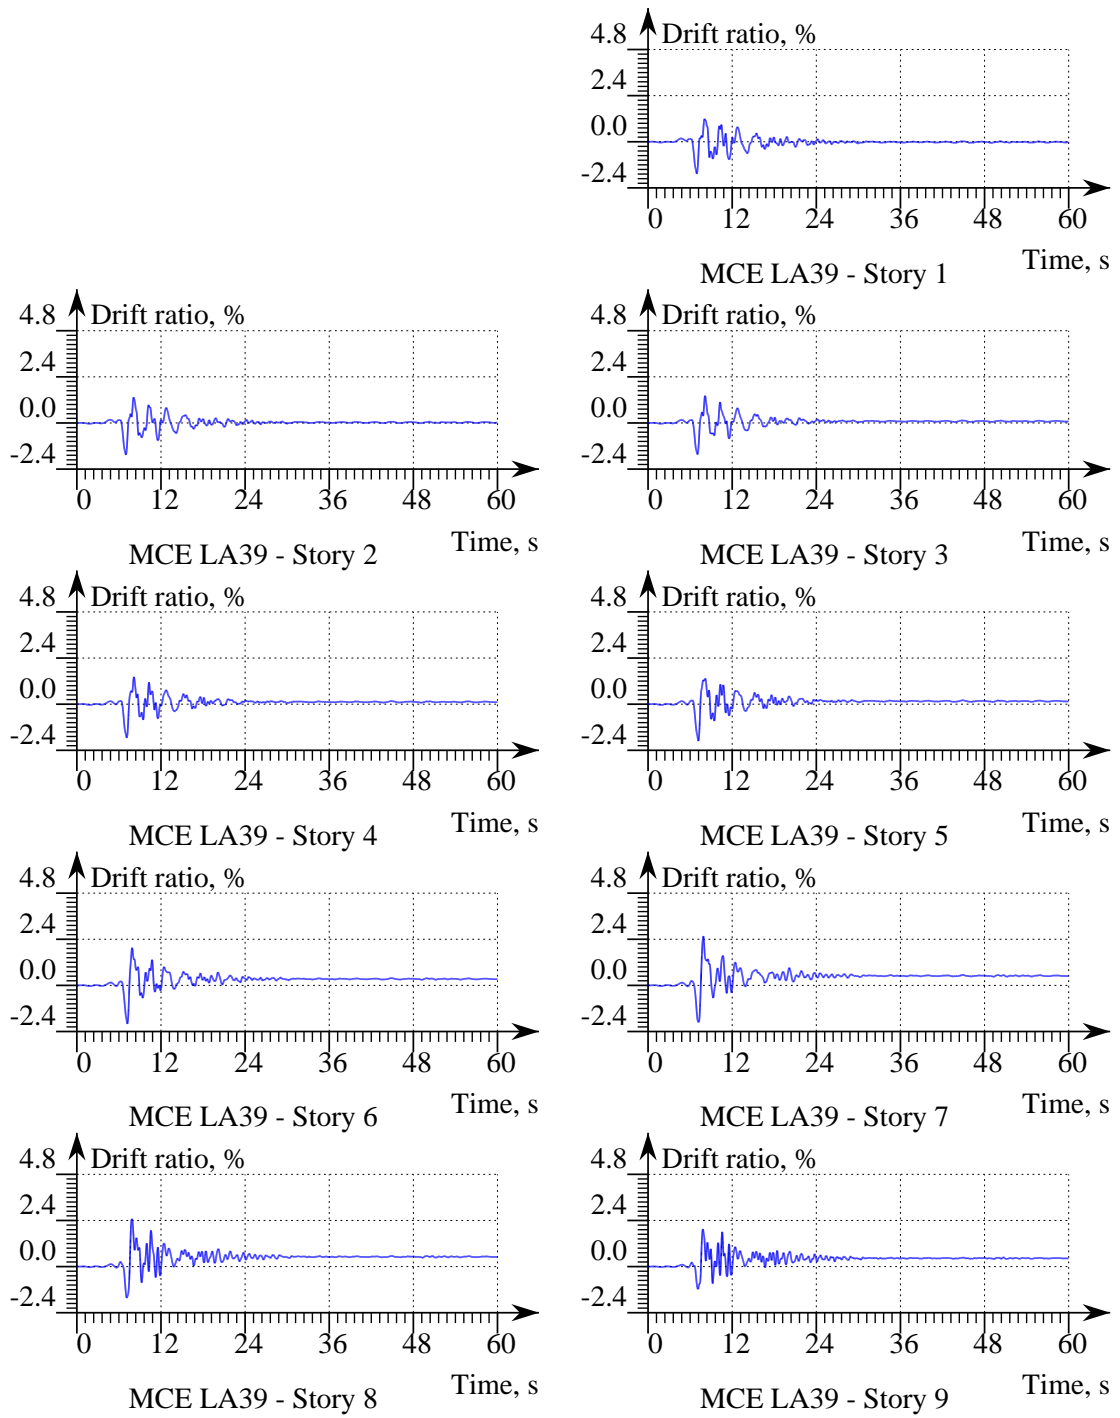 4.8 Drift ratio, %
2.4
0.0
-2.4
0 12 24 36 48 60
Time, s
MCE LA39 - Story 1
4.8 Drift ratio, %
2.4
0.0
-2.4
0 12 24 36 48 60
Time, s
MCE LA39 - Story 2
4.8 Drift ratio, %
2.4
0.0
-2.4
0 12 24 36 48 60
Time, s
MCE LA39 - Story 3
4.8 Drift ratio, %
2.4
0.0
-2.4
0 12 24 36 48 60
Time, s
MCE LA39 - Story 4
4.8 Drift ratio, %
2.4
0.0
-2.4
0 12 24 36 48 60
Time, s
MCE LA39 - Story 5
4.8 Drift ratio, %
2.4
0.0
-2.4
0 12 24 36 48 60
Time, s
MCE LA39 - Story 6
4.8 Drift ratio, %
2.4
0.0
-2.4
0 12 24 36 48 60
Time, s
MCE LA39 - Story 7
4.8 Drift ratio, %
2.4
0.0
-2.4
0 12 24 36 48 60
Time, s
MCE LA39 - Story 8
4.8 Drift ratio, %
2.4
0.0
-2.4
0 12 24 36 48 60
Time, s
MCE LA39 - Story 9